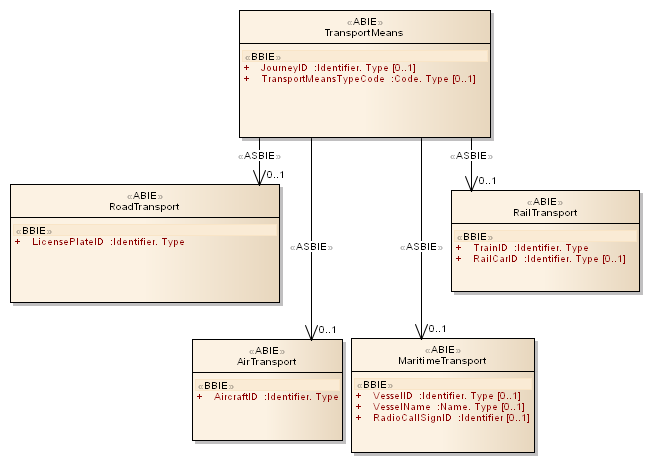 «ABIE»
TransportMeans
«BBIE»
+ JourneyID :Identifier. Type [0..1]
+ TransportMeansTypeCode :Code. Type [0..1]
«ASBIE»
0..1
«ASBIE»
0..1
«ABIE»
RoadTransport
«BBIE»
+ LicensePlateID :Identifier. Type
«ABIE»
RailTransport
«BBIE»
+ TrainID :Identifier. Type
+ RailCarID :Identifier. Type [0..1]
«ASBIE»
0..1
«ASBIE»
0..1
«ABIE»
AirTransport
«BBIE»
+ AircraftID :Identifier. Type
«ABIE»
MaritimeTransport
«BBIE»
+ VesselID :Identifier. Type [0..1]
+ VesselName :Name. Type [0..1]
+ RadioCallSignID :Identifier [0..1]